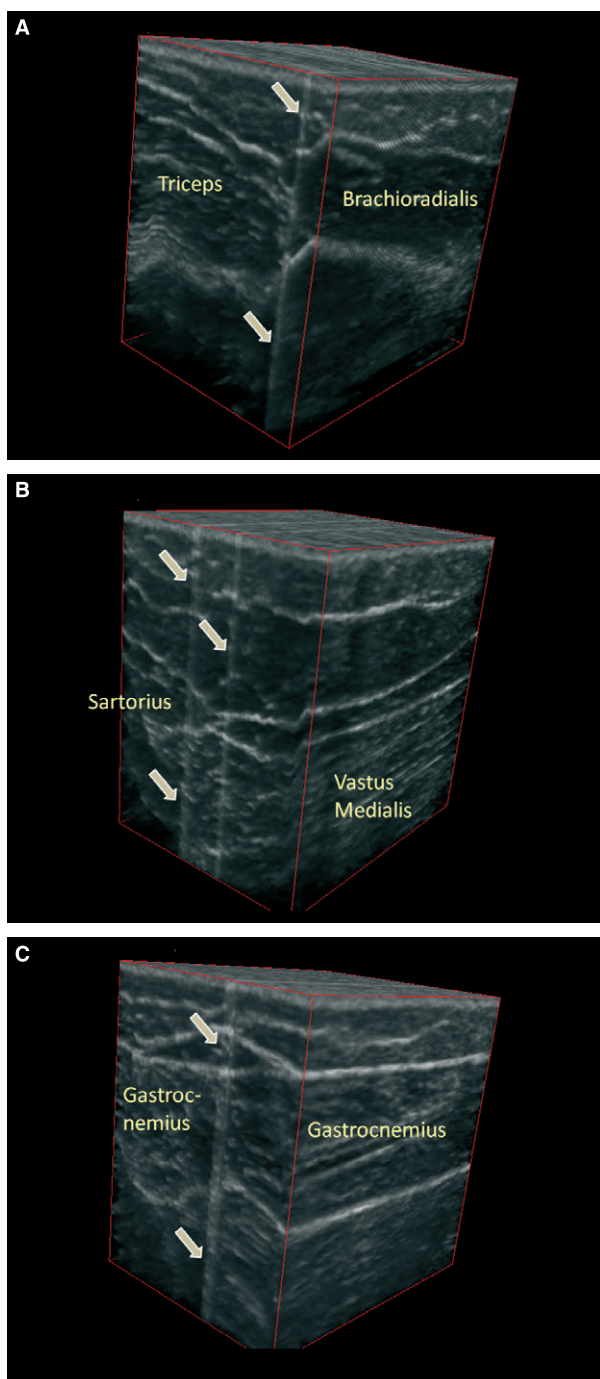 A
Triceps
Brachioradialis
B
Sartorius
Vastus
Medialis
C
Gastroc-
nemius
Gastrocnemius